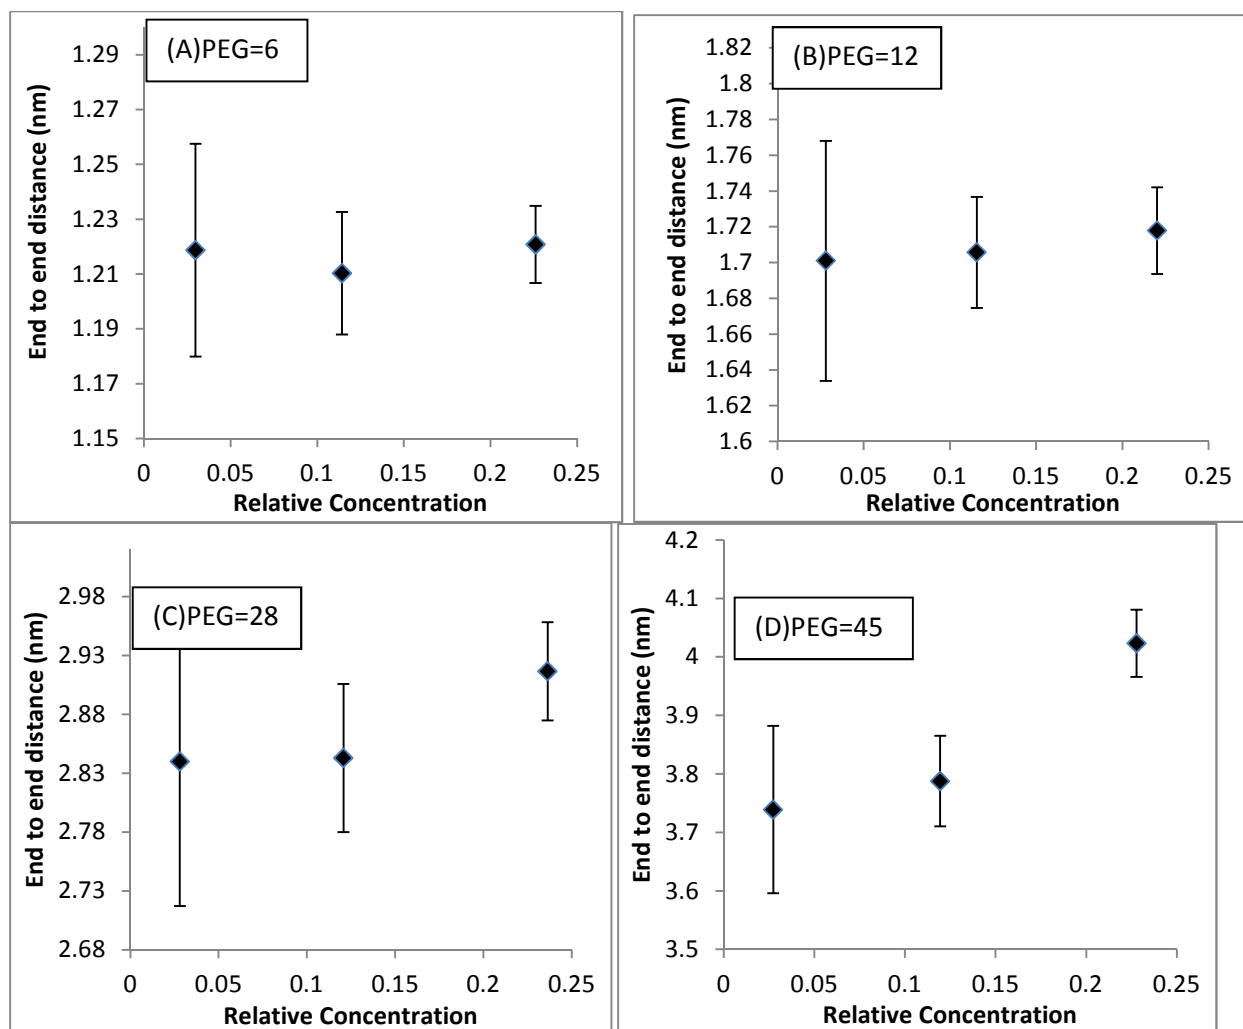 (A)PEG=6
End to end distance (nm)
1.29
1.27
1.25
1.23
1.21
1.19
1.17
1.15
0 0.05 0.1 0.15 0.2 0.25
Relative Concentration
(B)PEG=12
End to end distance (nm)
1.82
1.8
1.78
1.76
1.74
1.72
1.7
1.68
1.66
1.64
1.62
1.6
0 0.05 0.1 0.15 0.2 0.25
Relative Concentration
(C)PEG=28
End to end distance (nm)
2.98
2.93
2.88
2.83
2.78
2.73
2.68
0 0.05 0.1 0.15 0.2 0.25
Relative Concentration
(D)PEG=45
End to end distance (nm)
4.2
4.1
4
3.9
3.8
3.7
3.6
3.5
0 0.05 0.1 0.15 0.2 0.25
Relative Concentration